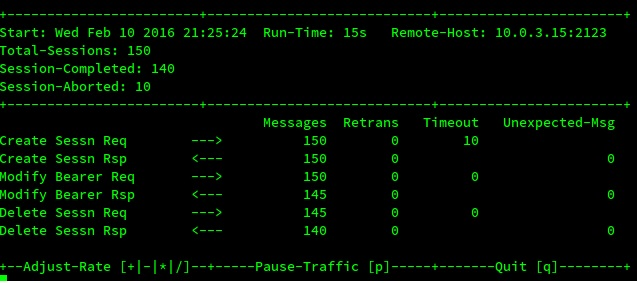 +------------------------+----------------------------+-----------------------+
Start: Wed Feb 10 2016 21:25:24  Run-Time: 15s   Remote-Host: 10.0.3.15:2123
Total-Sessions: 150
Session-Completed: 140
Session-Aborted: 10
+------------------------+----------------------------+-----------------------+
                                Messages  Retrans   Timeout   Unexpected-Msg
Create Sessn Req        --->         150        0        10
Create Sessn Rsp        <---         150        0                          0
Modify Bearer Req       --->         150        0         0
Modify Bearer Rsp       <---         145        0                          0
Delete Sessn Req        --->         145        0         0
Delete Sessn Rsp        <---         140        0                          0
+--Adjust-Rate [+|-|*|/]--+-----Pause-Traffic [p]-----+-------Quit [q]--------+